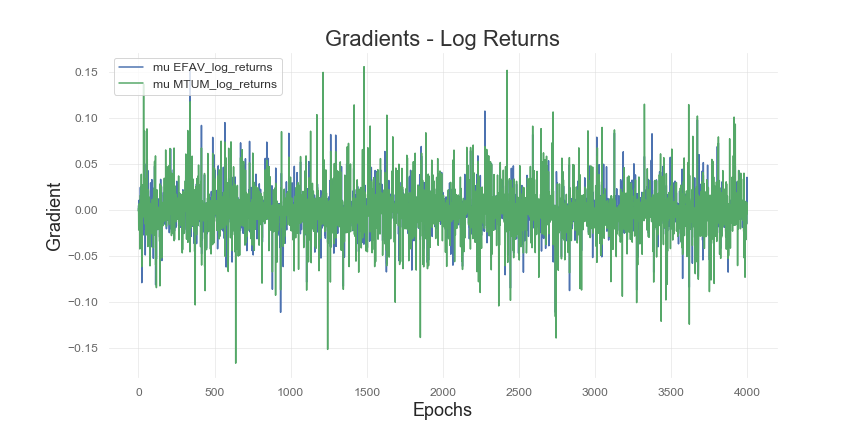 Gradients - Log Returns
mu EFAV_log_returns
mu MTUM_log_returns
0.15
0.10
0.05
0.00
−0.05
−0.10
−0.15
Gradient
0 500 1000 1500 2000 2500 3000 3500 4000
Epochs